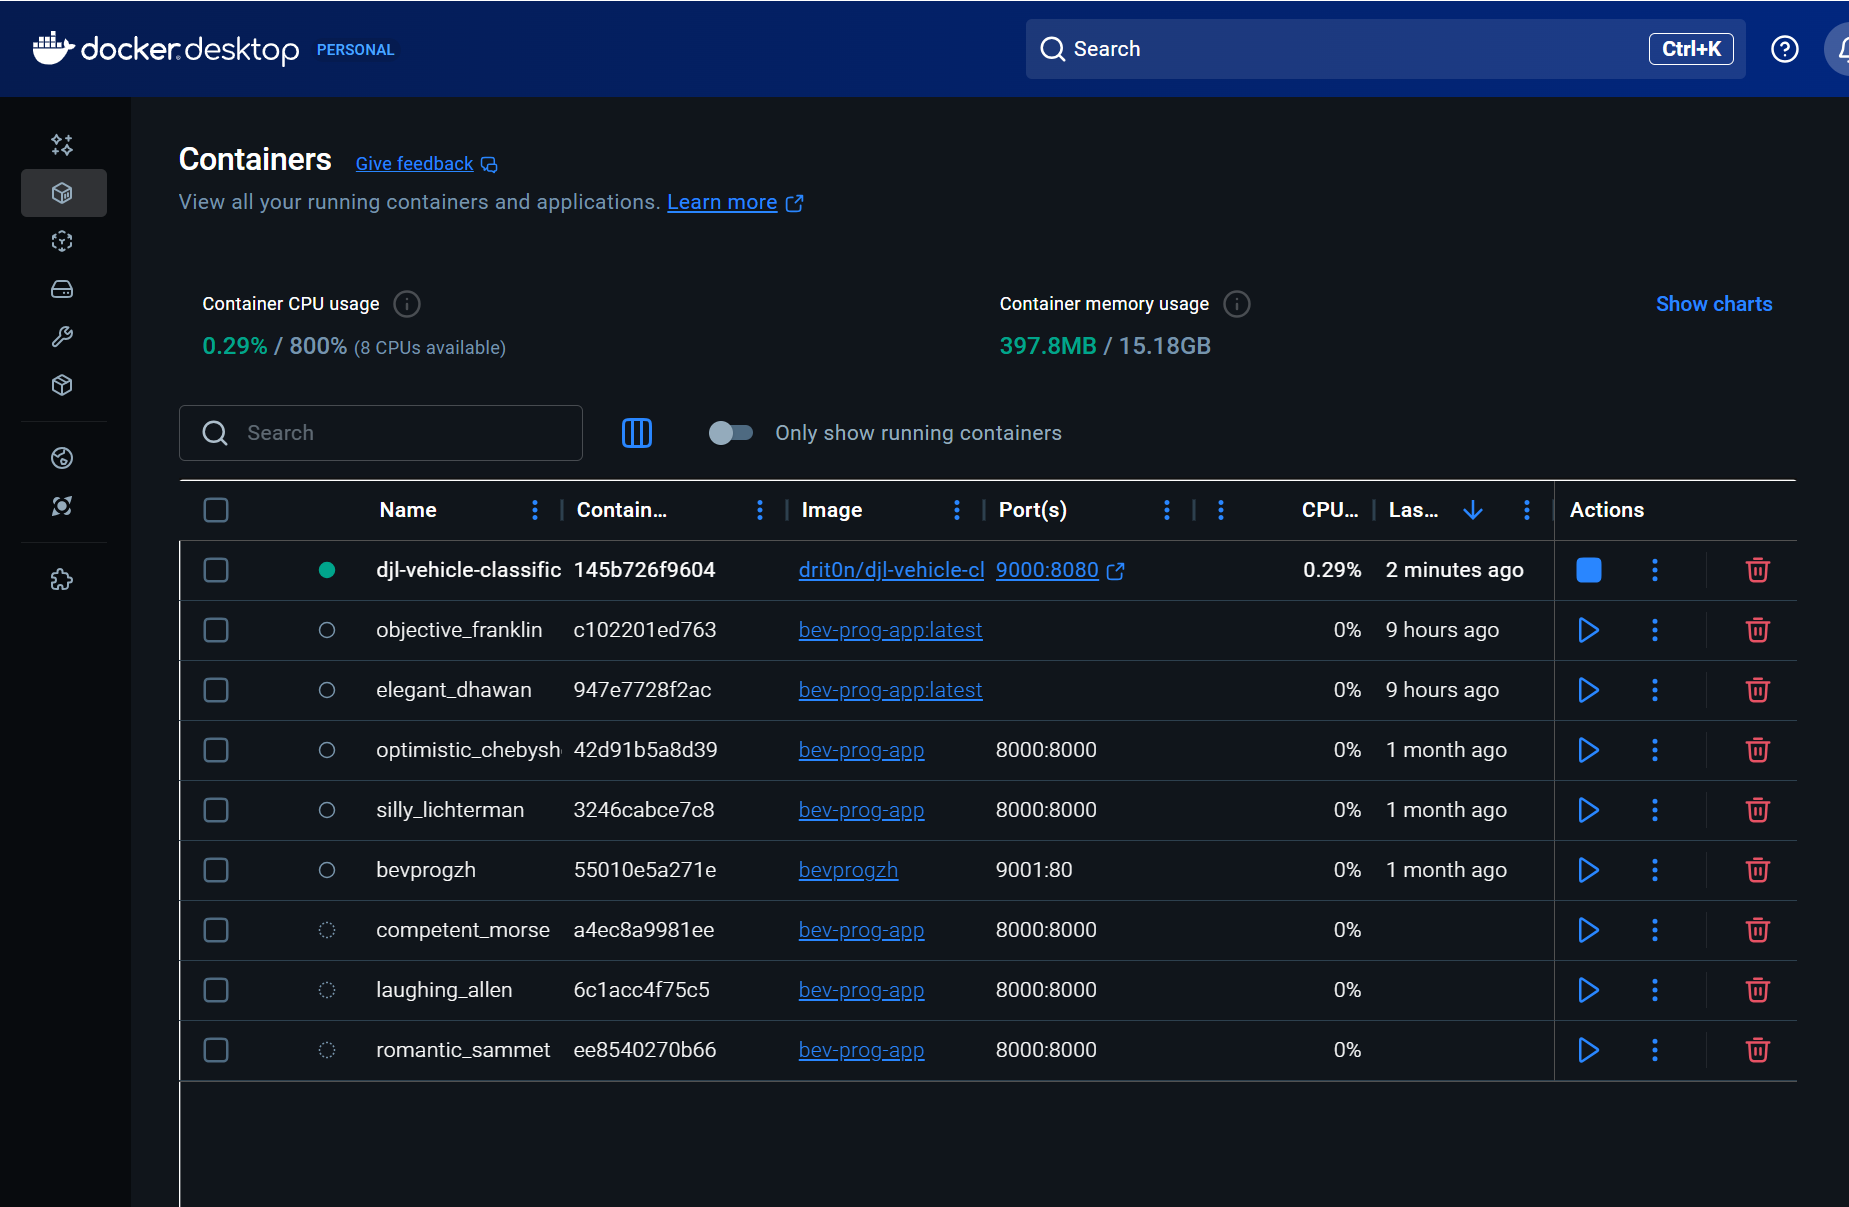 docker desktop PERSONAL Search Ctrl+K
Containers Give feedback
View all your running containers and applications. Learn more
Container CPU usage Container memory usage Show charts
0.29% / 800% (8 CPUs available) 397.8MB / 15.18GB
Search Only show running containers
Name Contain... Image Port(s) CPU... Las... Actions
djl-vehicle-classific 145b726f9604 drit0n/djl-vehicle-cl 9000:8080 0.29% 2 minutes ago
objective_franklin c102201ed763 bev-prog-app:latest 0% 9 hours ago
elegant_dhawan 947e7728f2ac bev-prog-app:latest 0% 9 hours ago
optimistic_chebysh 42d91b5a8d39 bev-prog-app 8000:8000 0% 1 month ago
silly_lichterman 3246cabce7c8 bev-prog-app 8000:8000 0% 1 month ago
bevprogzh 55010e5a271e bevprogzh 9001:80 0% 1 month ago
competent_morse a4ec8a9981ee bev-prog-app 8000:8000 0%
laughing_allen 6c1acc4f75c5 bev-prog-app 8000:8000 0%
romantic_sammet ee8540270b66 bev-prog-app 8000:8000 0%